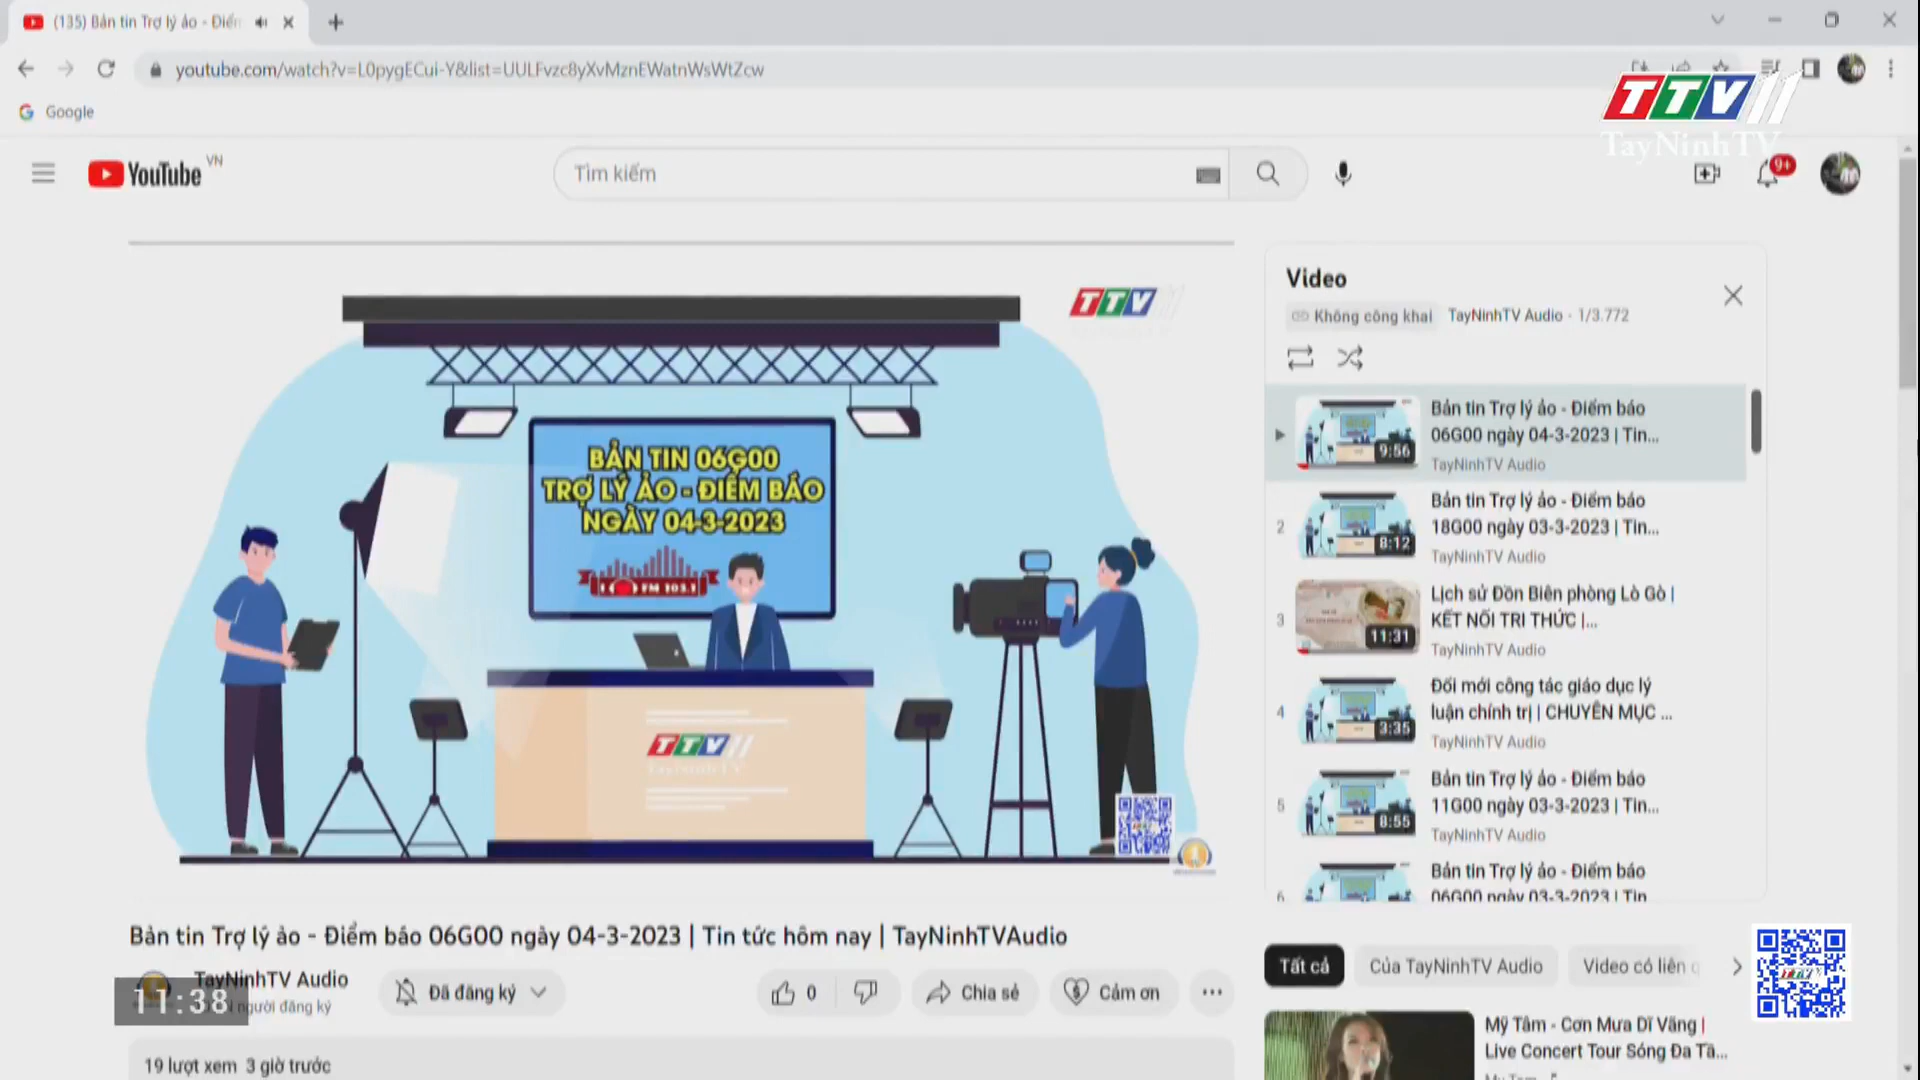 (135) Bản tin Trợ lý ảo - Điểm
youtube.com/watch?v=L0pygECui-Y&list=UULFvzc8yXvMznEWatnWsWtZcw
Google
TTV11
TayNinhTV
YouTube VN
Tìm kiếm
9+
TTV
BẢN TIN 06G00
TRỢ LÝ ẢO - ĐIỂM BÁO
NGÀY 04-3-2023
FM 103.1
TTV11
TayNinhTV
Video
Không công khai TayNinhTV Audio - 1/3.772
Bản tin Trợ lý ảo - Điểm báo
06G00 ngày 04-3-2023 | Tin...
9:56
TayNinhTV Audio
2
Bản tin Trợ lý ảo - Điểm báo
18G00 ngày 03-3-2023 | Tin...
8:12
TayNinhTV Audio
3
Lịch sử Đồn Biên phòng Lò Gò |
KẾT NỐI TRI THỨC |...
11:31
TayNinhTV Audio
4
Đổi mới công tác giáo dục lý
luận chính trị | CHUYÊN MỤC ...
3:35
TayNinhTV Audio
5
Bản tin Trợ lý ảo - Điểm báo
11G00 ngày 03-3-2023 | Tin...
8:55
TayNinhTV Audio
6
Bản tin Trợ lý ảo - Điểm báo
06G00 ngày 03-3-2023 | Tin...
Bản tin Trợ lý ảo - Điểm báo 06G00 ngày 04-3-2023 | Tin tức hôm nay | TayNinhTVAudio
TayNinhTV Audio
người đăng ký
11:38
Đã đăng ký
0
Chia sẻ
Cảm ơn
Tất cả
Của TayNinhTV Audio
Video có liên q
19 lượt xem 3 giờ trước
Mỹ Tâm - Cơn Mưa Dĩ Vãng |
Live Concert Tour Sóng Đa Tầ...